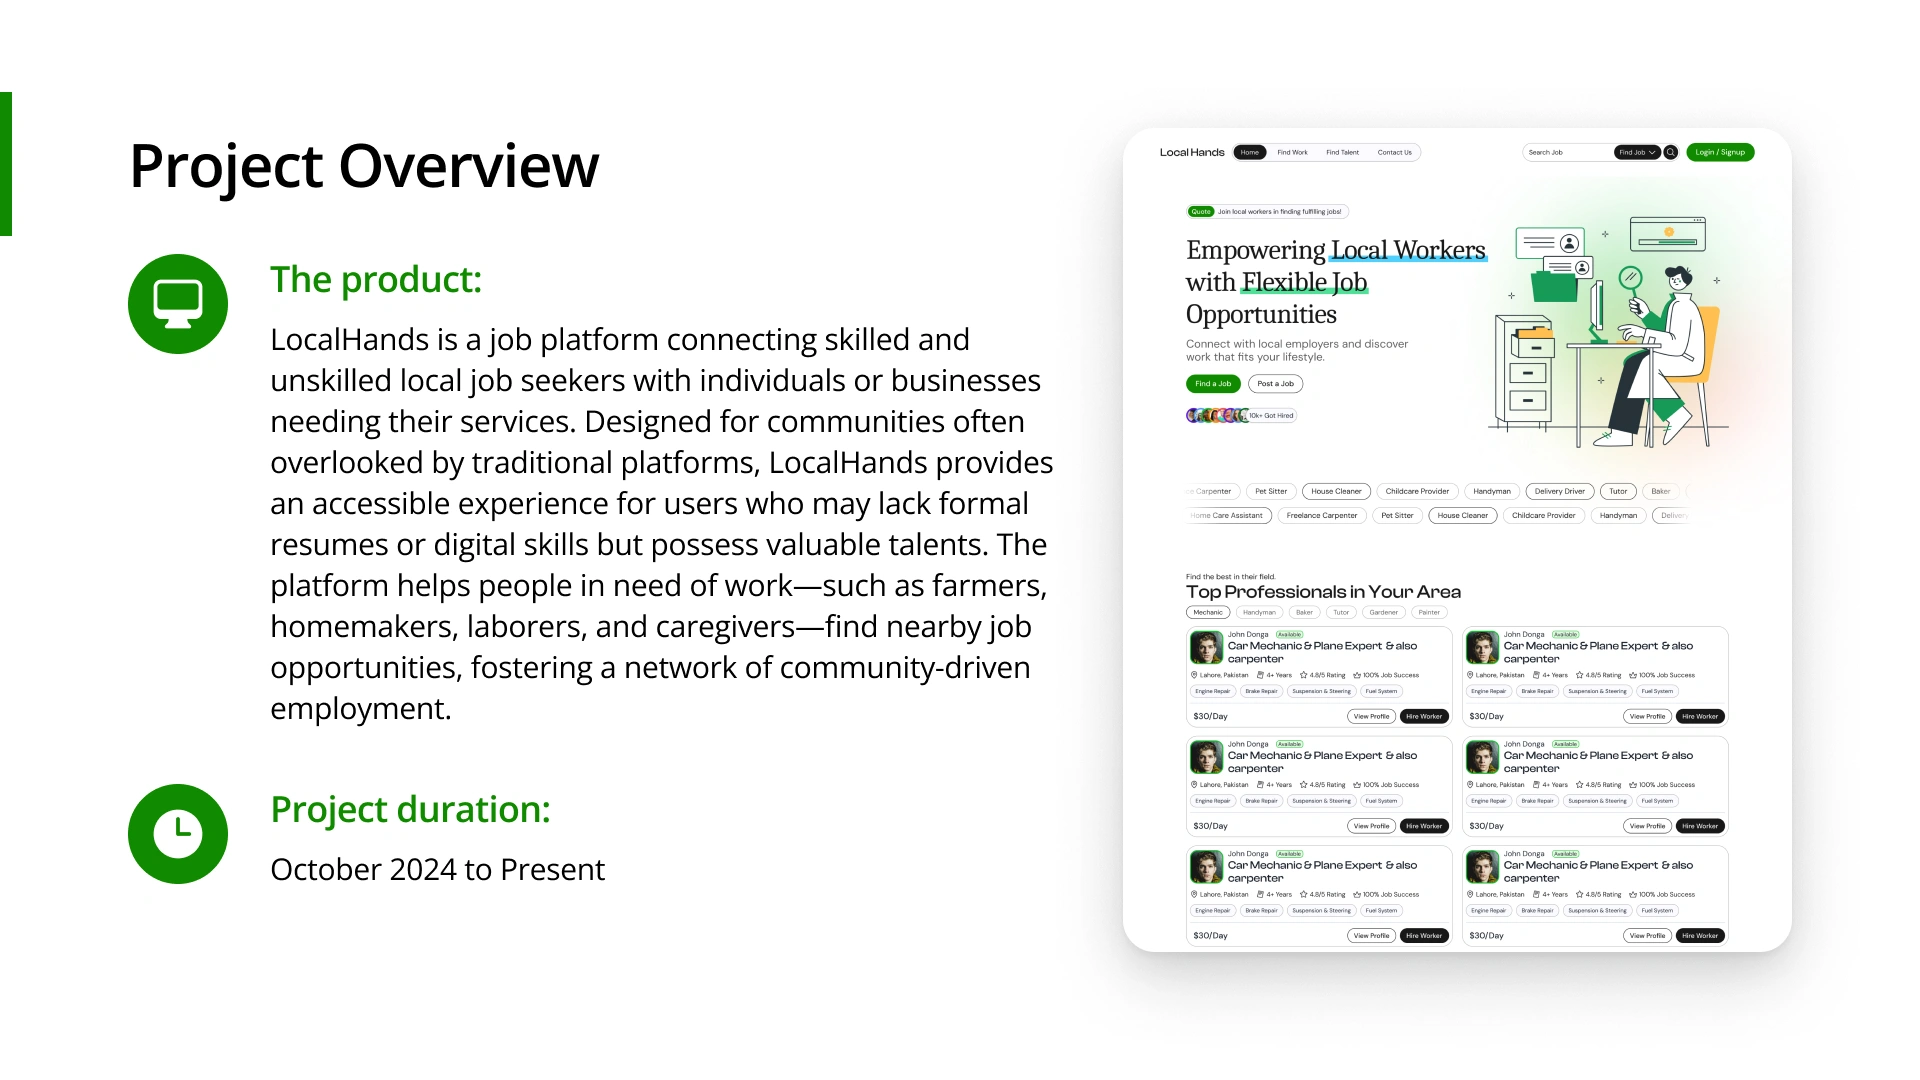 Project Overview
The product:
LocalHands is a job platform connecting skilled and
unskilled local job seekers with individuals or businesses
needing their services. Designed for communities often
overlooked by traditional platforms, LocalHands provides
an accessible experience for users who may lack formal
resumes or digital skills but possess valuable talents. The
platform helps people in need of work—such as farmers,
homemakers, laborers, and caregivers—find nearby job
opportunities, fostering a network of community-driven
employment.
Project duration:
October 2024 to Present
Local Hands Home Find Work Find Talent Contact Us Search Job Find Job Login / Signup
Quote Join local workers in finding fulfilling jobs!
Empowering Local Workers
with Flexible Job
Opportunities
Connect with local employers and discover
work that fits your lifestyle.
Find a Job Post a Job
10k+ Got Hired
Carpenter Pet Sitter House Cleaner Childcare Provider Handyman Delivery Driver Tutor Baker
Home Care Assistant Freelance Carpenter Pet Sitter House Cleaner Childcare Provider Handyman Delivery
Find the best in their field.
Top Professionals in Your Area
Mechanic Handyman Baker Tutor Gardener Painter
John Donga Available
Car Mechanic & Plane Expert & also
carpenter
Lahore, Pakistan 4+ Years 4.8/5 Rating 100% Job Success
Engine Repair Brake Repair Suspension & Steering Fuel System
$30/Day View Profile Hire Worker
John Donga Available
Car Mechanic & Plane Expert & also
carpenter
Lahore, Pakistan 4+ Years 4.8/5 Rating 100% Job Success
Engine Repair Brake Repair Suspension & Steering Fuel System
$30/Day View Profile Hire Worker
John Donga Available
Car Mechanic & Plane Expert & also
carpenter
Lahore, Pakistan 4+ Years 4.8/5 Rating 100% Job Success
Engine Repair Brake Repair Suspension & Steering Fuel System
$30/Day View Profile Hire Worker
John Donga Available
Car Mechanic & Plane Expert & also
carpenter
Lahore, Pakistan 4+ Years 4.8/5 Rating 100% Job Success
Engine Repair Brake Repair Suspension & Steering Fuel System
$30/Day View Profile Hire Worker
John Donga Available
Car Mechanic & Plane Expert & also
carpenter
Lahore, Pakistan 4+ Years 4.8/5 Rating 100% Job Success
Engine Repair Brake Repair Suspension & Steering Fuel System
$30/Day View Profile Hire Worker
John Donga Available
Car Mechanic & Plane Expert & also
carpenter
Lahore, Pakistan 4+ Years 4.8/5 Rating 100% Job Success
Engine Repair Brake Repair Suspension & Steering Fuel System
$30/Day View Profile Hire Worker